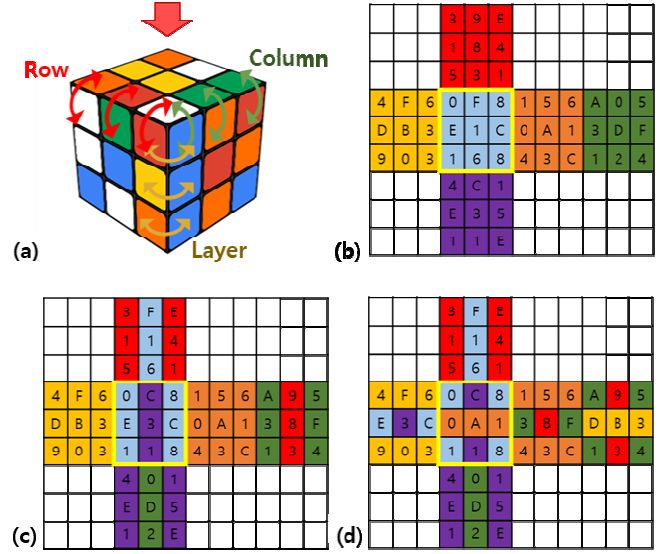 Row
Column
Layer
(a)
3 9 E
1 8 4
5 3 1
4 F 6 0 F 8 1 5 6 A 0 5
D B 3 E 1 C 0 A 1 3 D F
9 0 3 1 6 8 4 3 C 1 2 4
4 C 1
E 3 5
1 1 E
(b)
3 F E
1 1 4
5 6 1
4 F 6 0 C 8 1 5 6 A 9 5
D B 3 E 3 C 0 A 1 3 8 F
9 0 3 1 1 8 4 3 C 1 3 4
4 0 1
E D 5
1 2 E
(c)
3 F E
1 1 4
5 6 1
4 F 6 0 C 8 1 5 6 A 9 5
E 3 C 0 A 1 3 8 F D B 3
9 0 3 1 1 8 4 3 C 1 3 4
4 0 1
E D 5
1 2 E
(d)